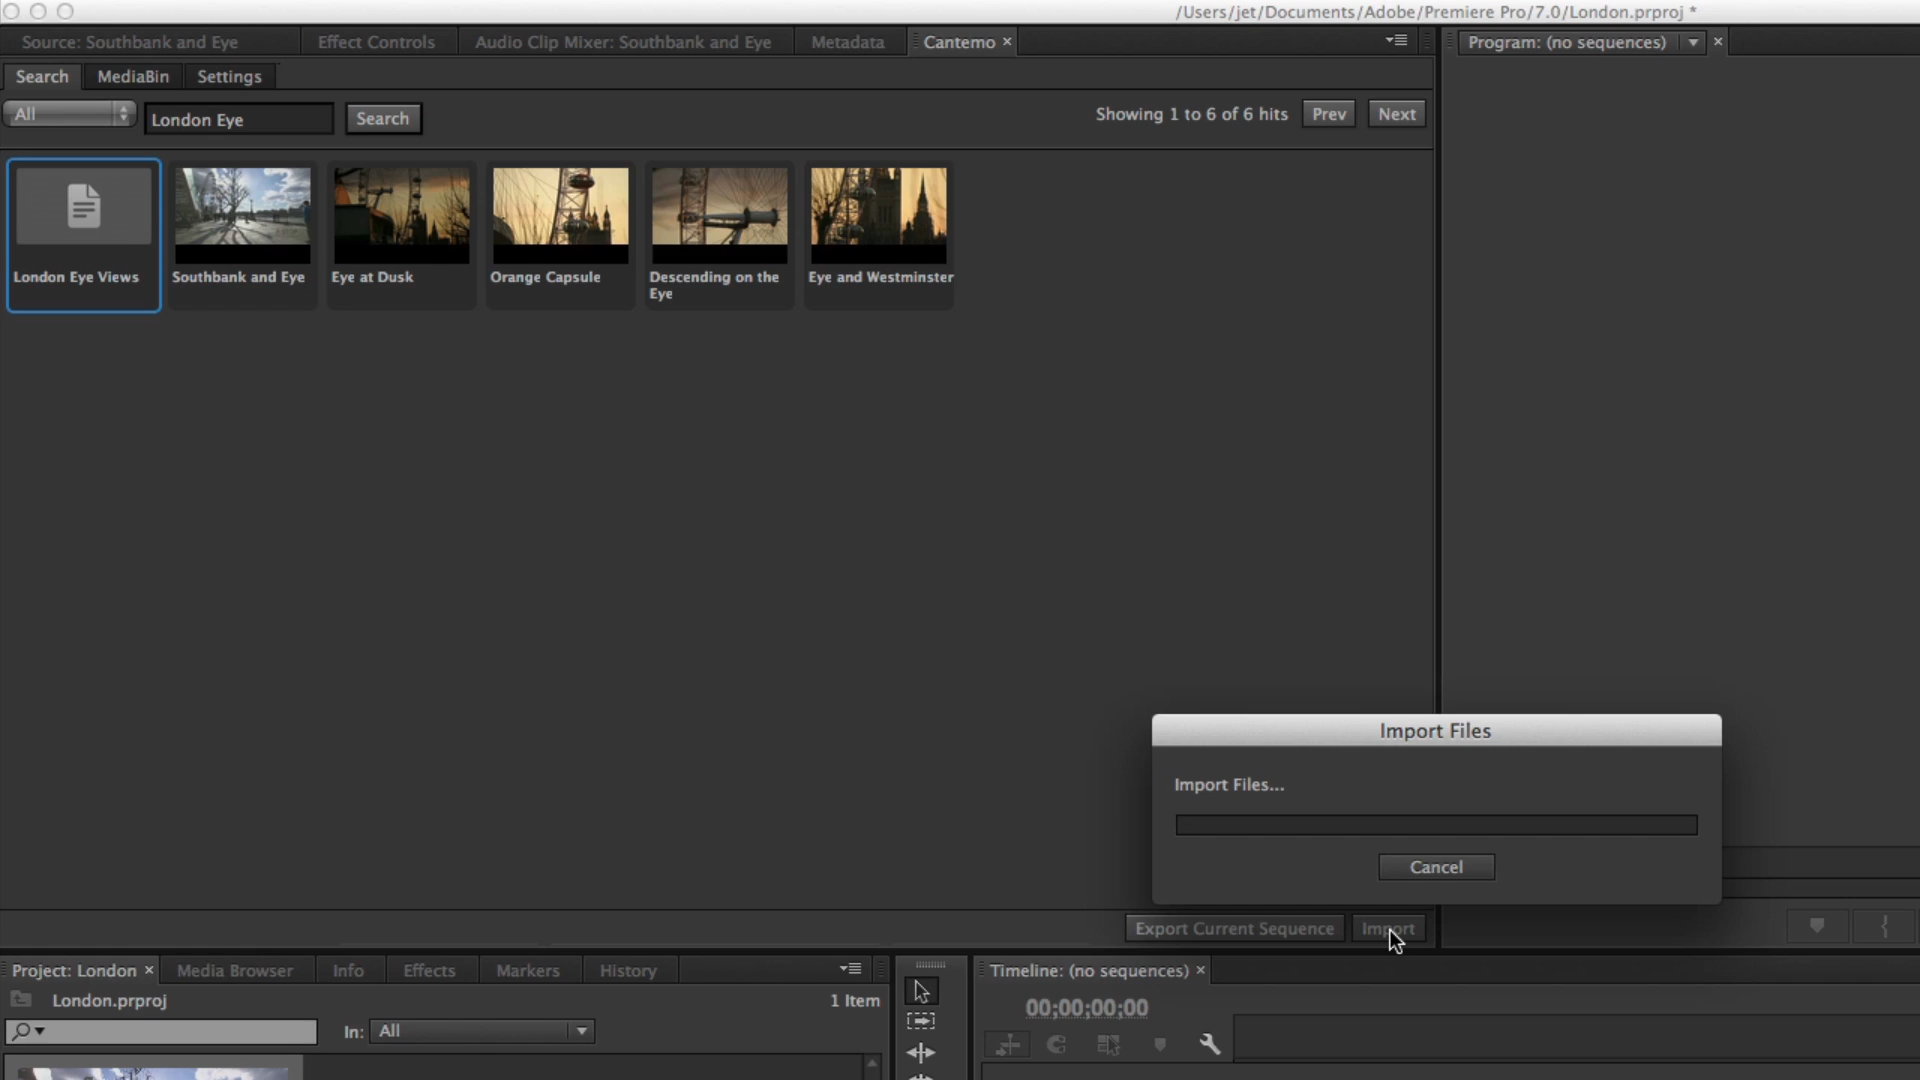 /Users/jet/Documents/Adobe/Premiere Pro/7.0/London.prproj *
Source: Southbank and Eye
Effect Controls
Audio Clip Mixer: Southbank and Eye
Metadata
Cantemo ×
Program: (no sequences)
×
Search
MediaBin
Settings
All
London Eye
Search
Showing 1 to 6 of 6 hits
Prev
Next
London Eye Views
Southbank and Eye
Eye at Dusk
Orange Capsule
Descending on the
Eye
Eye and Westminster
Import Files
Import Files...
Cancel
Export Current Sequence
Import
Project: London ×
Media Browser
Info
Effects
Markers
History
Timeline: (no sequences) ×
London.prproj
1 Item
00;00;00;00
In:
All